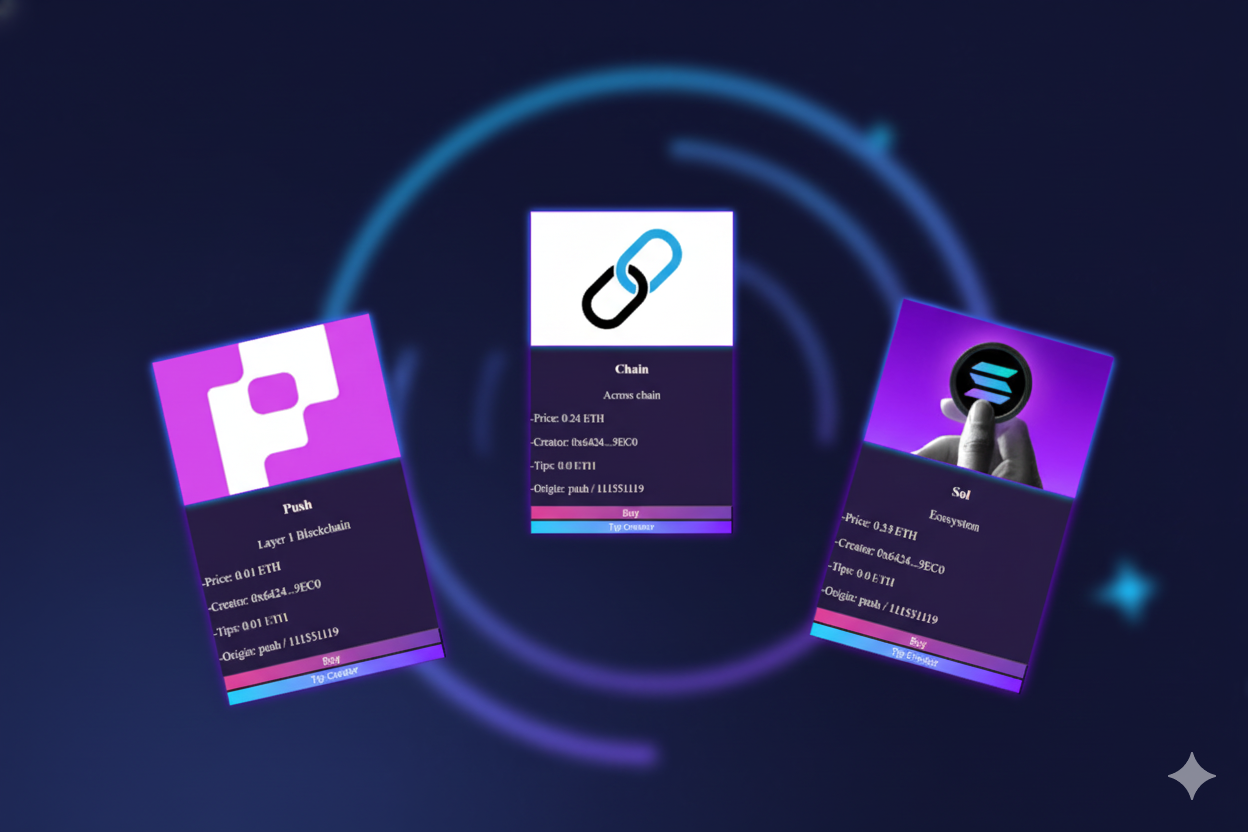 Chain
Across chain
-Price: 0.24 ETH
-Creator: 0x6424...9EC0
-Tips: 0.0 ETH
-Origin: push / 111551119
Buy
Tip Creator
Push
Layer 1 Blockchain
-Price: 0.01 ETH
-Creator: 0x6424...9EC0
-Tips: 0.01 ETH
-Origin: push / 111551119
Buy
Tip Creator
Sol
Ecosystem
-Price: ETH
-Creator: 0x6424...9EC0
-Tips: 0.0 ETH
-Origin: push / 111551119
Buy
Tip Creator